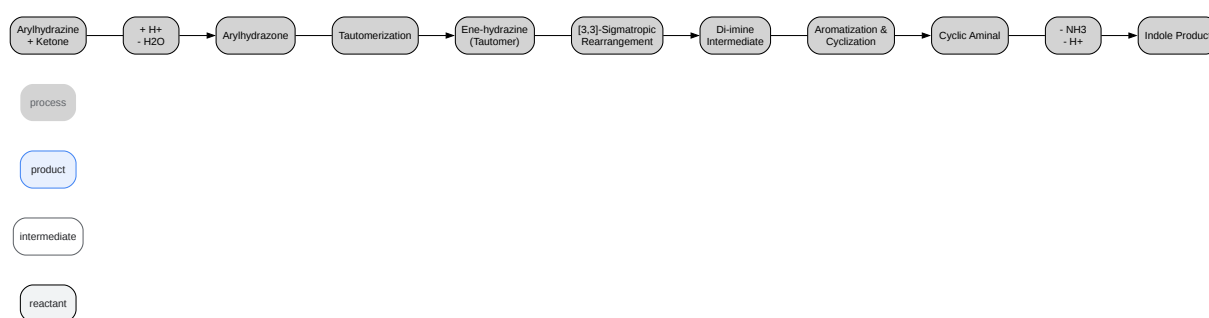 Arylhydrazine
+ Ketone
+ H+
- H2O
Arylhydrazone
Tautomerization
Ene-hydrazine
(Tautomer)
[3,3]-Sigmatropic
Rearrangement
Di-imine
Intermediate
Aromatization &
Cyclization
Cyclic Aminal
- NH3
- H+
Indole Product
process
product
intermediate
reactant